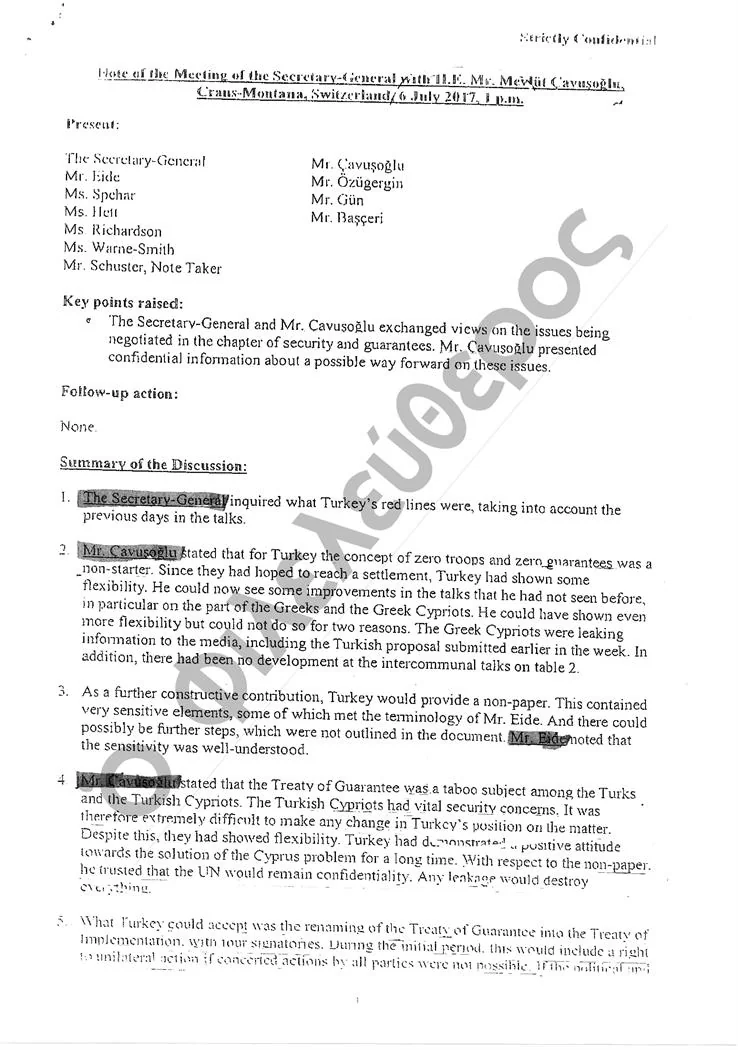 Strictly Confidential
Note of the Meeting of the Secretary-General with H.E. Mr. Mevlüt Cavusoğlu,
Crans-Montana, Switzerland, 6 July 2017, 1 p.m.
Present:
The Secretary-General
Mr. Eide
Ms. Spehar
Ms. Hett
Ms. Richardson
Ms. Warne-Smith
Mr. Schuster, Note Taker
Mr. Çavuşoğlu
Mr. Özügergin
Mr. Gün
Mr. Başçeri
Key points raised:
• The Secretary-General and Mr. Cavusoğlu exchanged views on the issues being
negotiated in the chapter of security and guarantees. Mr. Çavusoğlu presented
confidential information about a possible way forward on these issues.
Follow-up action:
None.
Summary of the Discussion:
1. The Secretary-General inquired what Turkey's red lines were, taking into account the
previous days in the talks.
2. Mr. Cavusoğlu stated that for Turkey the concept of zero troops and zero guarantees was a
non-starter. Since they had hoped to reach a settlement, Turkey had shown some
flexibility. He could now see some improvements in the talks that he had not seen before,
in particular on the part of the Greeks and the Greek Cypriots. He could have shown even
more flexibility but could not do so for two reasons. The Greek Cypriots were leaking
information to the media, including the Turkish proposal submitted earlier in the week. In
addition, there had been no development at the intercommunal talks on table 2.
3. As a further constructive contribution, Turkey would provide a non-paper. This contained
very sensitive elements, some of which met the terminology of Mr. Eide. And there could
possibly be further steps, which were not outlined in the document. Mr. Eide noted that
the sensitivity was well-understood.
4. Mr. Cavusoğlu stated that the Treaty of Guarantee was a taboo subject among the Turks
and the Turkish Cypriots. The Turkish Cypriots had vital security concerns. It was
therefore extremely difficult to make any change in Turkey's position on the matter.
Despite this, they had showed flexibility. Turkey had demonstrated a positive attitude
towards the solution of the Cyprus problem for a long time. With respect to the non-paper,
he trusted that the UN would remain confidentiality. Any leakage would destroy
everything.
5. What Turkey could accept was the renaming of the Treaty of Guarantee into the Treaty of
Implementation, with four signatories. During the initial period, this would include a right
to unilateral action if concerted actions by all parties were not possible. If the political and
1
Ο ΦΙΛΕΛΕΥΘΕΡΟΣ